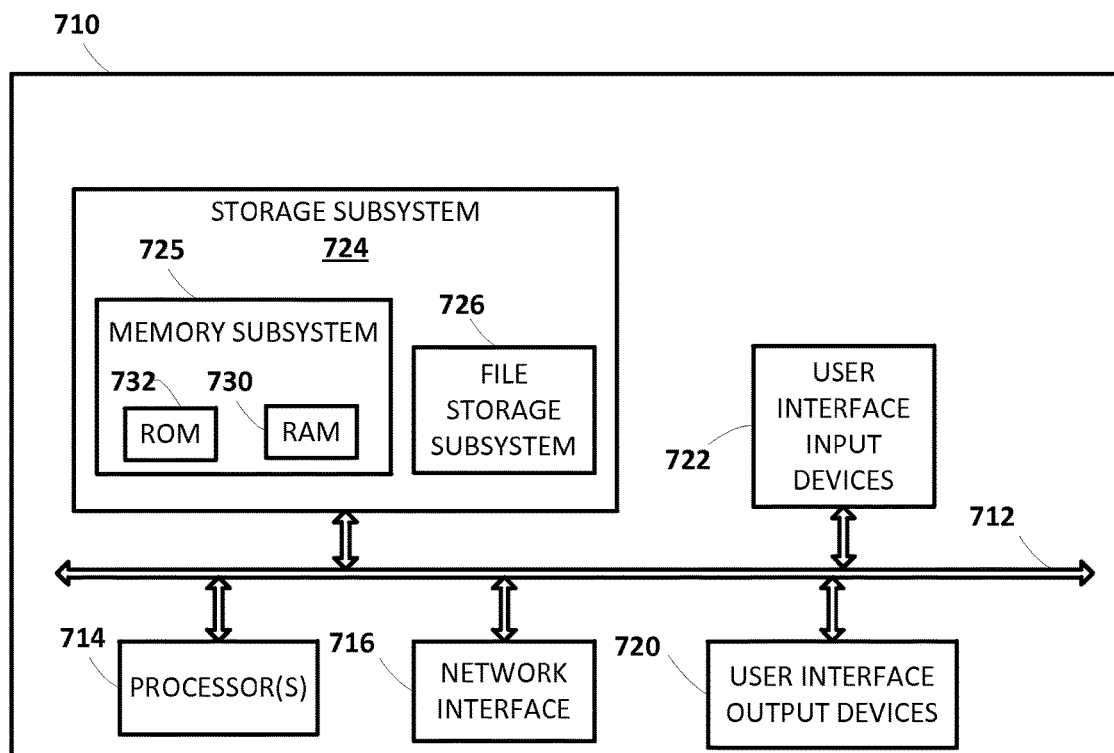 710
STORAGE SUBSYSTEM
724
725
MEMORY SUBSYSTEM
732
730
ROM
RAM
726
FILE
STORAGE
SUBSYSTEM
USER
INTERFACE
INPUT
DEVICES
722
712
714
PROCESSOR(S)
716
NETWORK
INTERFACE
720
USER INTERFACE
OUTPUT DEVICES